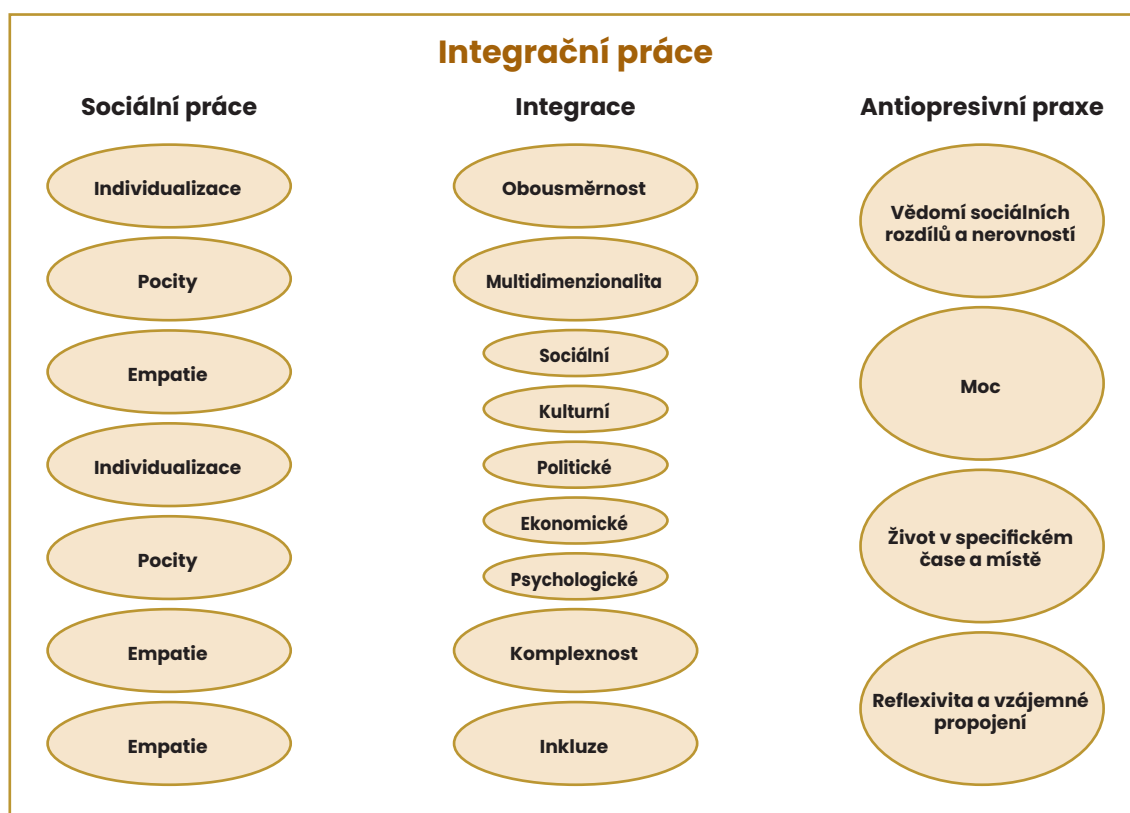 Integrační práce
Sociální práce
Individualizace
Pocity
Empatie
Individualizace
Pocity
Empatie
Empatie
Integrace
Obousměrnost
Multidimenzionalita
Sociální
Kulturní
Politické
Ekonomické
Psychologické
Komplexnost
Inkluze
Antiopresivní praxe
Vědomí sociálních
rozdílů a nerovností
Moc
Život v specifickém
čase a místě
Reflexivita a vzájemné
propojení